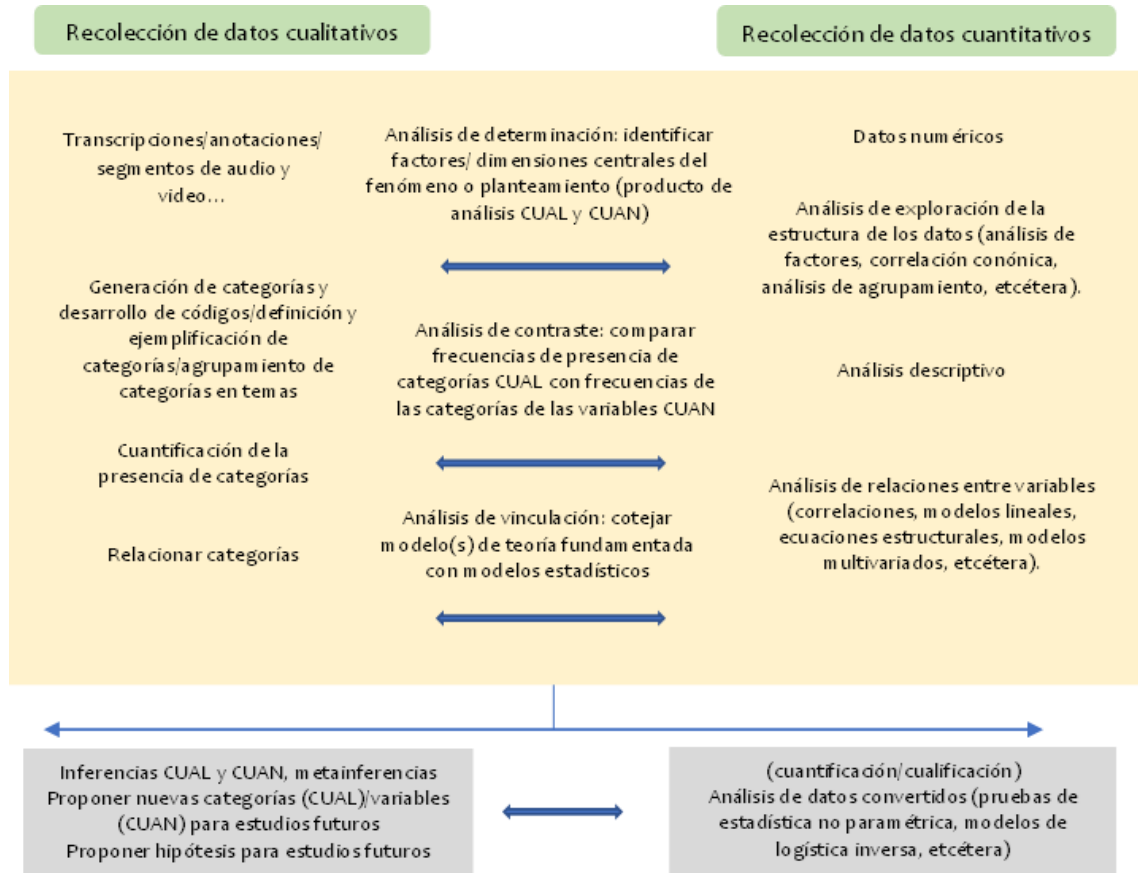 Recolección de datos cualitativos
Recolección de datos cuantitativos
Transcripciones/anotaciones/
segmentos de audio y
video...
Generación de categorías y
desarrollo de códigos/definición y
ejemplificación de
categorías/agrupamiento de
categorías en temas
Cuantificación de la
presencia de categorías
Relacionar categorías
Análisis de determinación: identificar
factores/ dimensiones centrales del
fenómeno o planteamiento (producto de
análisis CUAL y CUAN)
Análisis de contraste: comparar
frecuencias de presencia de
categorías CUAL con frecuencias de
las categorías de las variables CUAN
Análisis de vinculación: cotejar
modelo(s) de teoría fundamentada
con modelos estadísticos
Datos numéricos
Análisis de exploración de la
estructura de los datos (análisis de
factores, correlación conónica,
análisis de agrupamiento, etcétera).
Análisis descriptivo
Análisis de relaciones entre variables
(correlaciones, modelos lineales,
ecuaciones estructurales, modelos
multivariados, etcétera).
Inferencias CUAL y CUAN, metainferencias
Proponer nuevas categorías (CUAL)/variables
(CUAN) para estudios futuros
Proponer hipótesis para estudios futuros
(cuantificación/cualificación)
Análisis de datos convertidos (pruebas de
estadística no paramétrica, modelos de
logística inversa, etcétera)